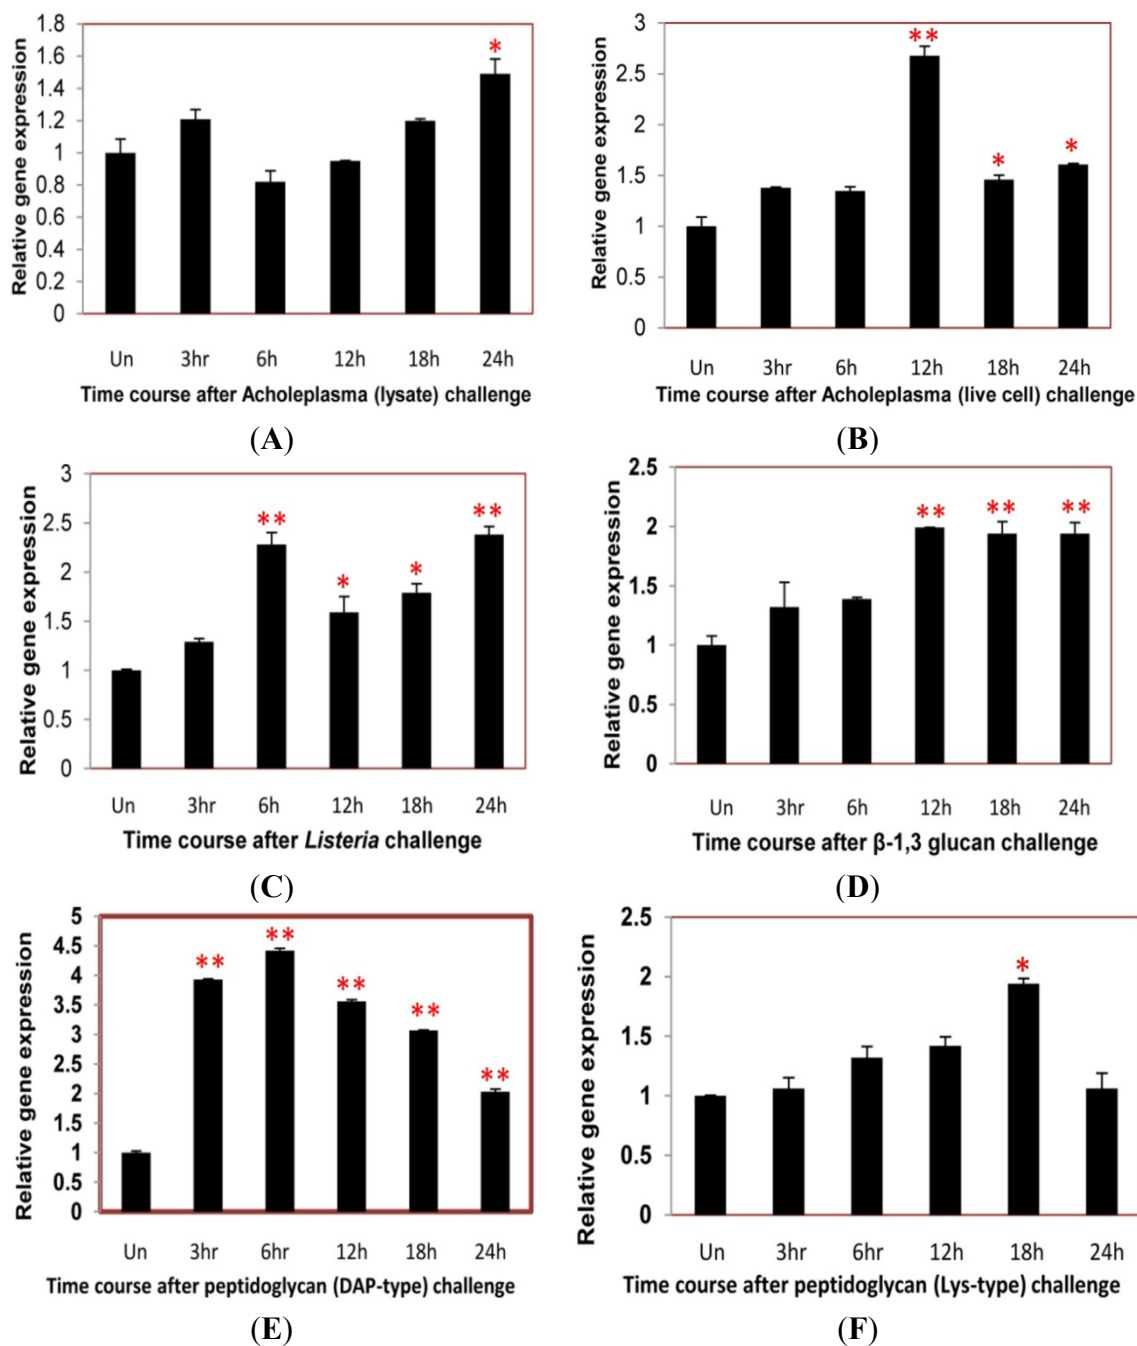 Relative gene expression
1.8
1.6
1.4
1.2
1
0.8
0.6
0.4
0.2
0
*
Un 3hr 6h 12h 18h 24h
Time course after Acholeplasma (lysate) challenge
(A)
Relative gene expression
3
2.5
2
1.5
1
0.5
0
** * *
Un 3hr 6h 12h 18h 24h
Time course after Acholeplasma (live cell) challenge
(B)
Relative gene expression
3
2.5
2
1.5
1
0.5
0
** * * **
Un 3hr 6h 12h 18h 24h
Time course after Listeria challenge
(C)
Relative gene expression
2.5
2
1.5
1
0.5
0
** ** **
Un 3hr 6h 12h 18h 24h
Time course after β-1,3 glucan challenge
(D)
Relative gene expression
5
4.5
4
3.5
3
2.5
2
1.5
1
0.5
0
** ** ** ** **
Un 3hr 6hr 12h 18h 24h
Time course after peptidoglycan (DAP-type) challenge
(E)
Relative gene expression
2.5
2
1.5
1
0.5
0
*
Un 3hr 6hr 12h 18h 24h
Time course after peptidoglycan (Lys-type) challenge
(F)